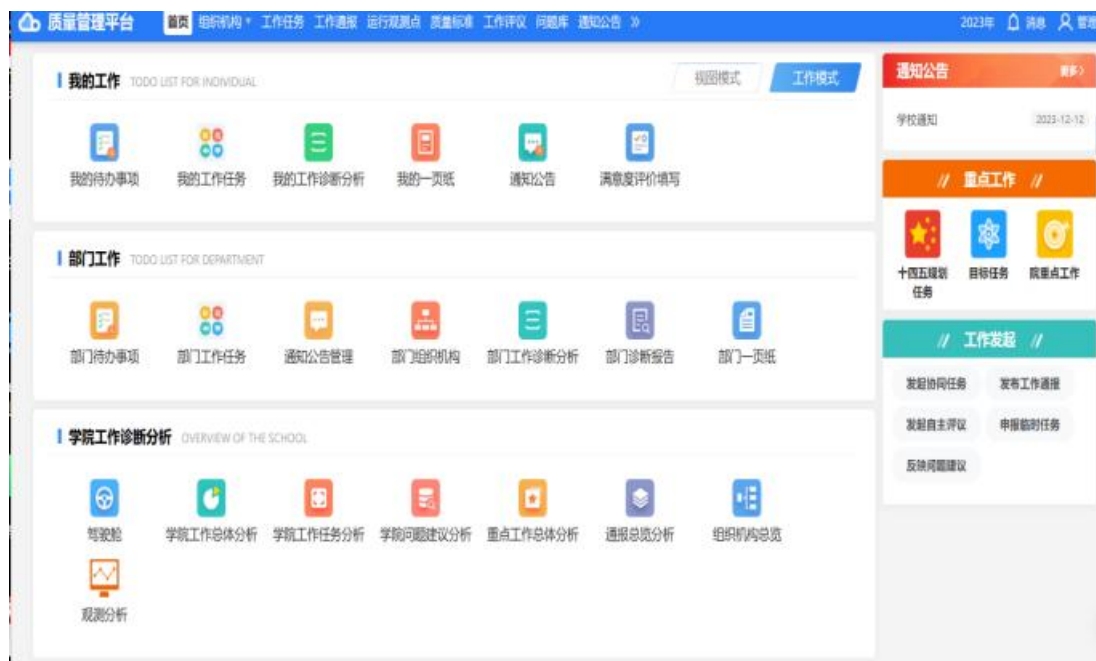 质量管理平台 首页 组织机构 工作任务 工作通报 运行观测点 质量标准 工作评议 问题库 通知公告 » 2023年 消息 管理
我的工作 TODO LIST FOR INDIVIDUAL 视图模式 工作模式
我的待办事项 我的工作任务 我的工作诊断分析 我的一页纸 通知公告 满意度评价填写
部门工作 TODO LIST FOR DEPARTMENT
部门待办事项 部门工作任务 通知公告管理 部门组织机构 部门工作诊断分析 部门诊断报告 部门一页纸
学院工作诊断分析 OVERVIEW OF THE SCHOOL
驾驶舱 学院工作总体分析 学院工作任务分析 学院问题建议分析 重点工作总体分析 通报总览分析 组织机构总览
观测分析
通知公告 更多>
学校通知 2023-12-12
// 重点工作 //
十四五规划 目标任务 院重点工作
任务
// 工作发起 //
发起协同任务 发布工作通报
发起自主评议 申报临时任务
反映问题建议